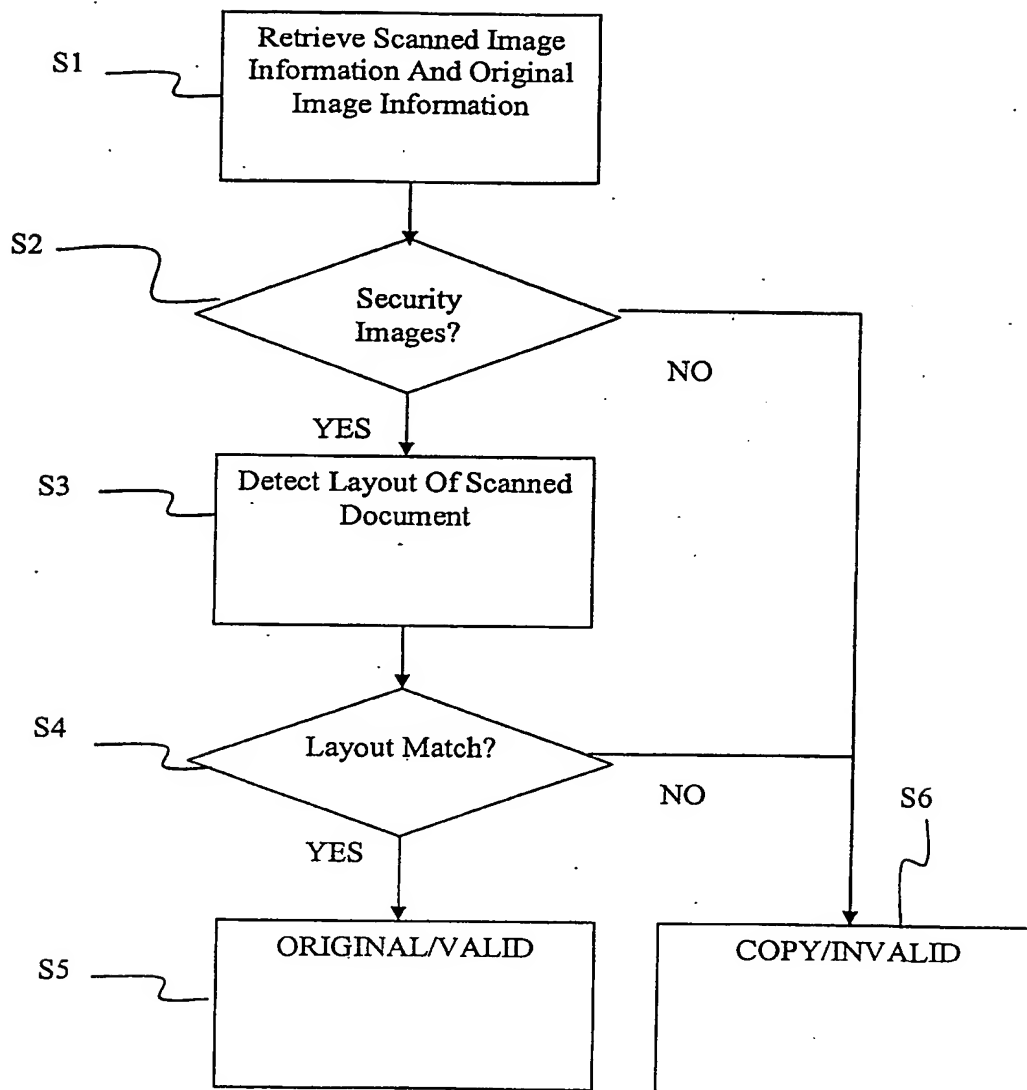 S1
Retrieve Scanned Image
Information And Original
Image Information
S2
Security
Images?
NO
YES
S3
Detect Layout Of Scanned
Document
S4
Layout Match?
NO
S6
YES
S5
ORIGINAL/VALID
COPY/INVALID